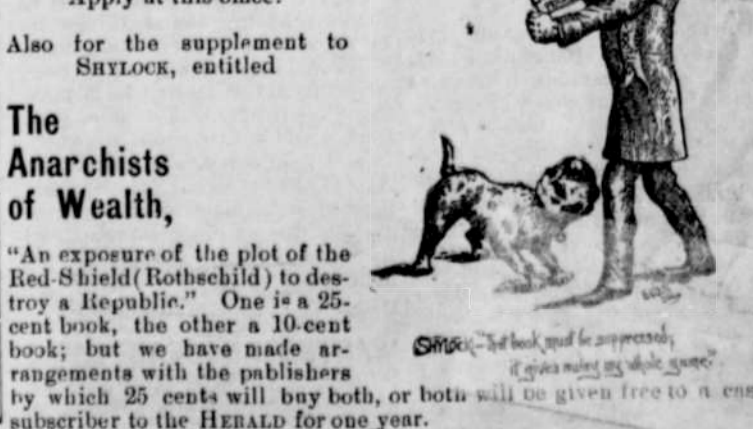 Apply at this office.
Also for the supplement to
SHYLOCK, entitled
The
Anarchists
of Wealth,
"An exposure of the plot of the
Red-Shield (Rothschild) to des-
troy a Republic." One is a 25-
cent book, the other a 10-cent
book; but we have made ar-
rangements with the publishers
by which 25 cents will buy both, or both will be given free to a
subscriber to the HERALD for one year.
SHYLOCK—"That book must be suppressed;
it gives away my whole game."